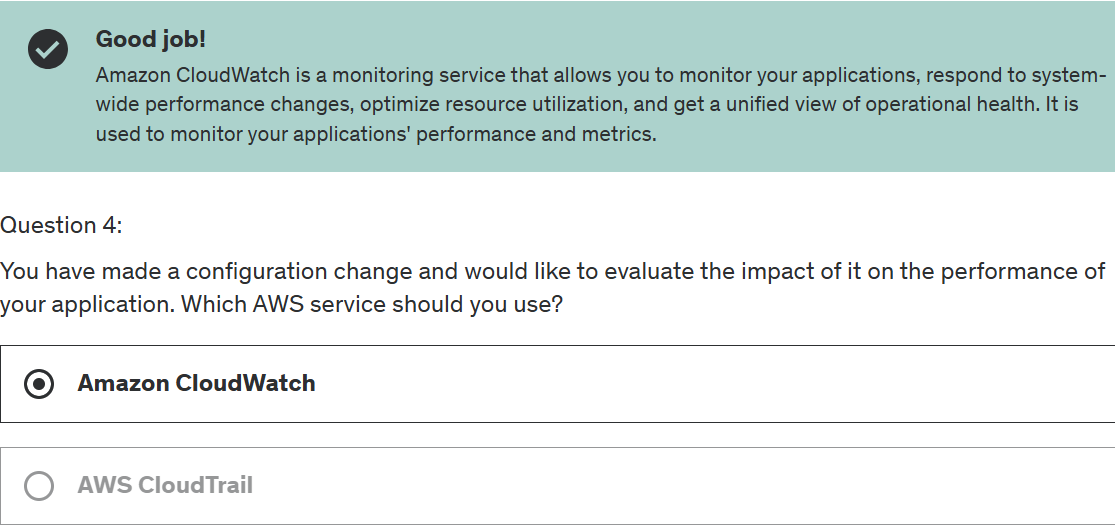 Good job!
Amazon CloudWatch is a monitoring service that allows you to monitor your applications, respond to system-
wide performance changes, optimize resource utilization, and get a unified view of operational health. It is
used to monitor your applications' performance and metrics.
Question 4:
You have made a configuration change and would like to evaluate the impact of it on the performance of
your application. Which AWS service should you use?
Amazon CloudWatch
AWS CloudTrail